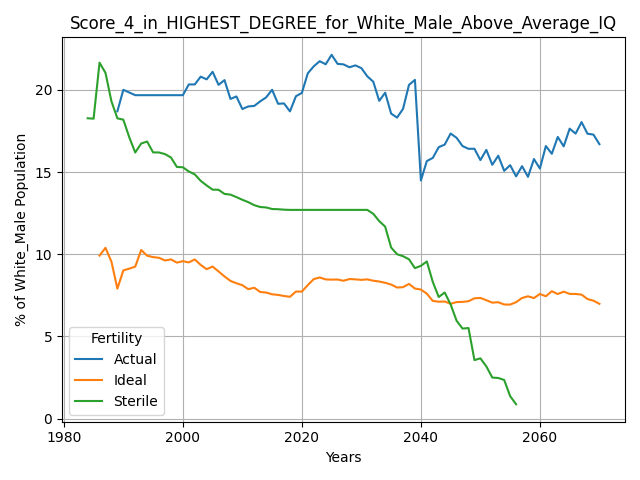 Score_4_in_HIGHEST_DEGREE_for_White_Male_Above_Average_IQ
% of White_Male Population
20
15
10
5
0
Fertility
Actual
Ideal
Sterile
1980
2000
2020
2040
2060
Years